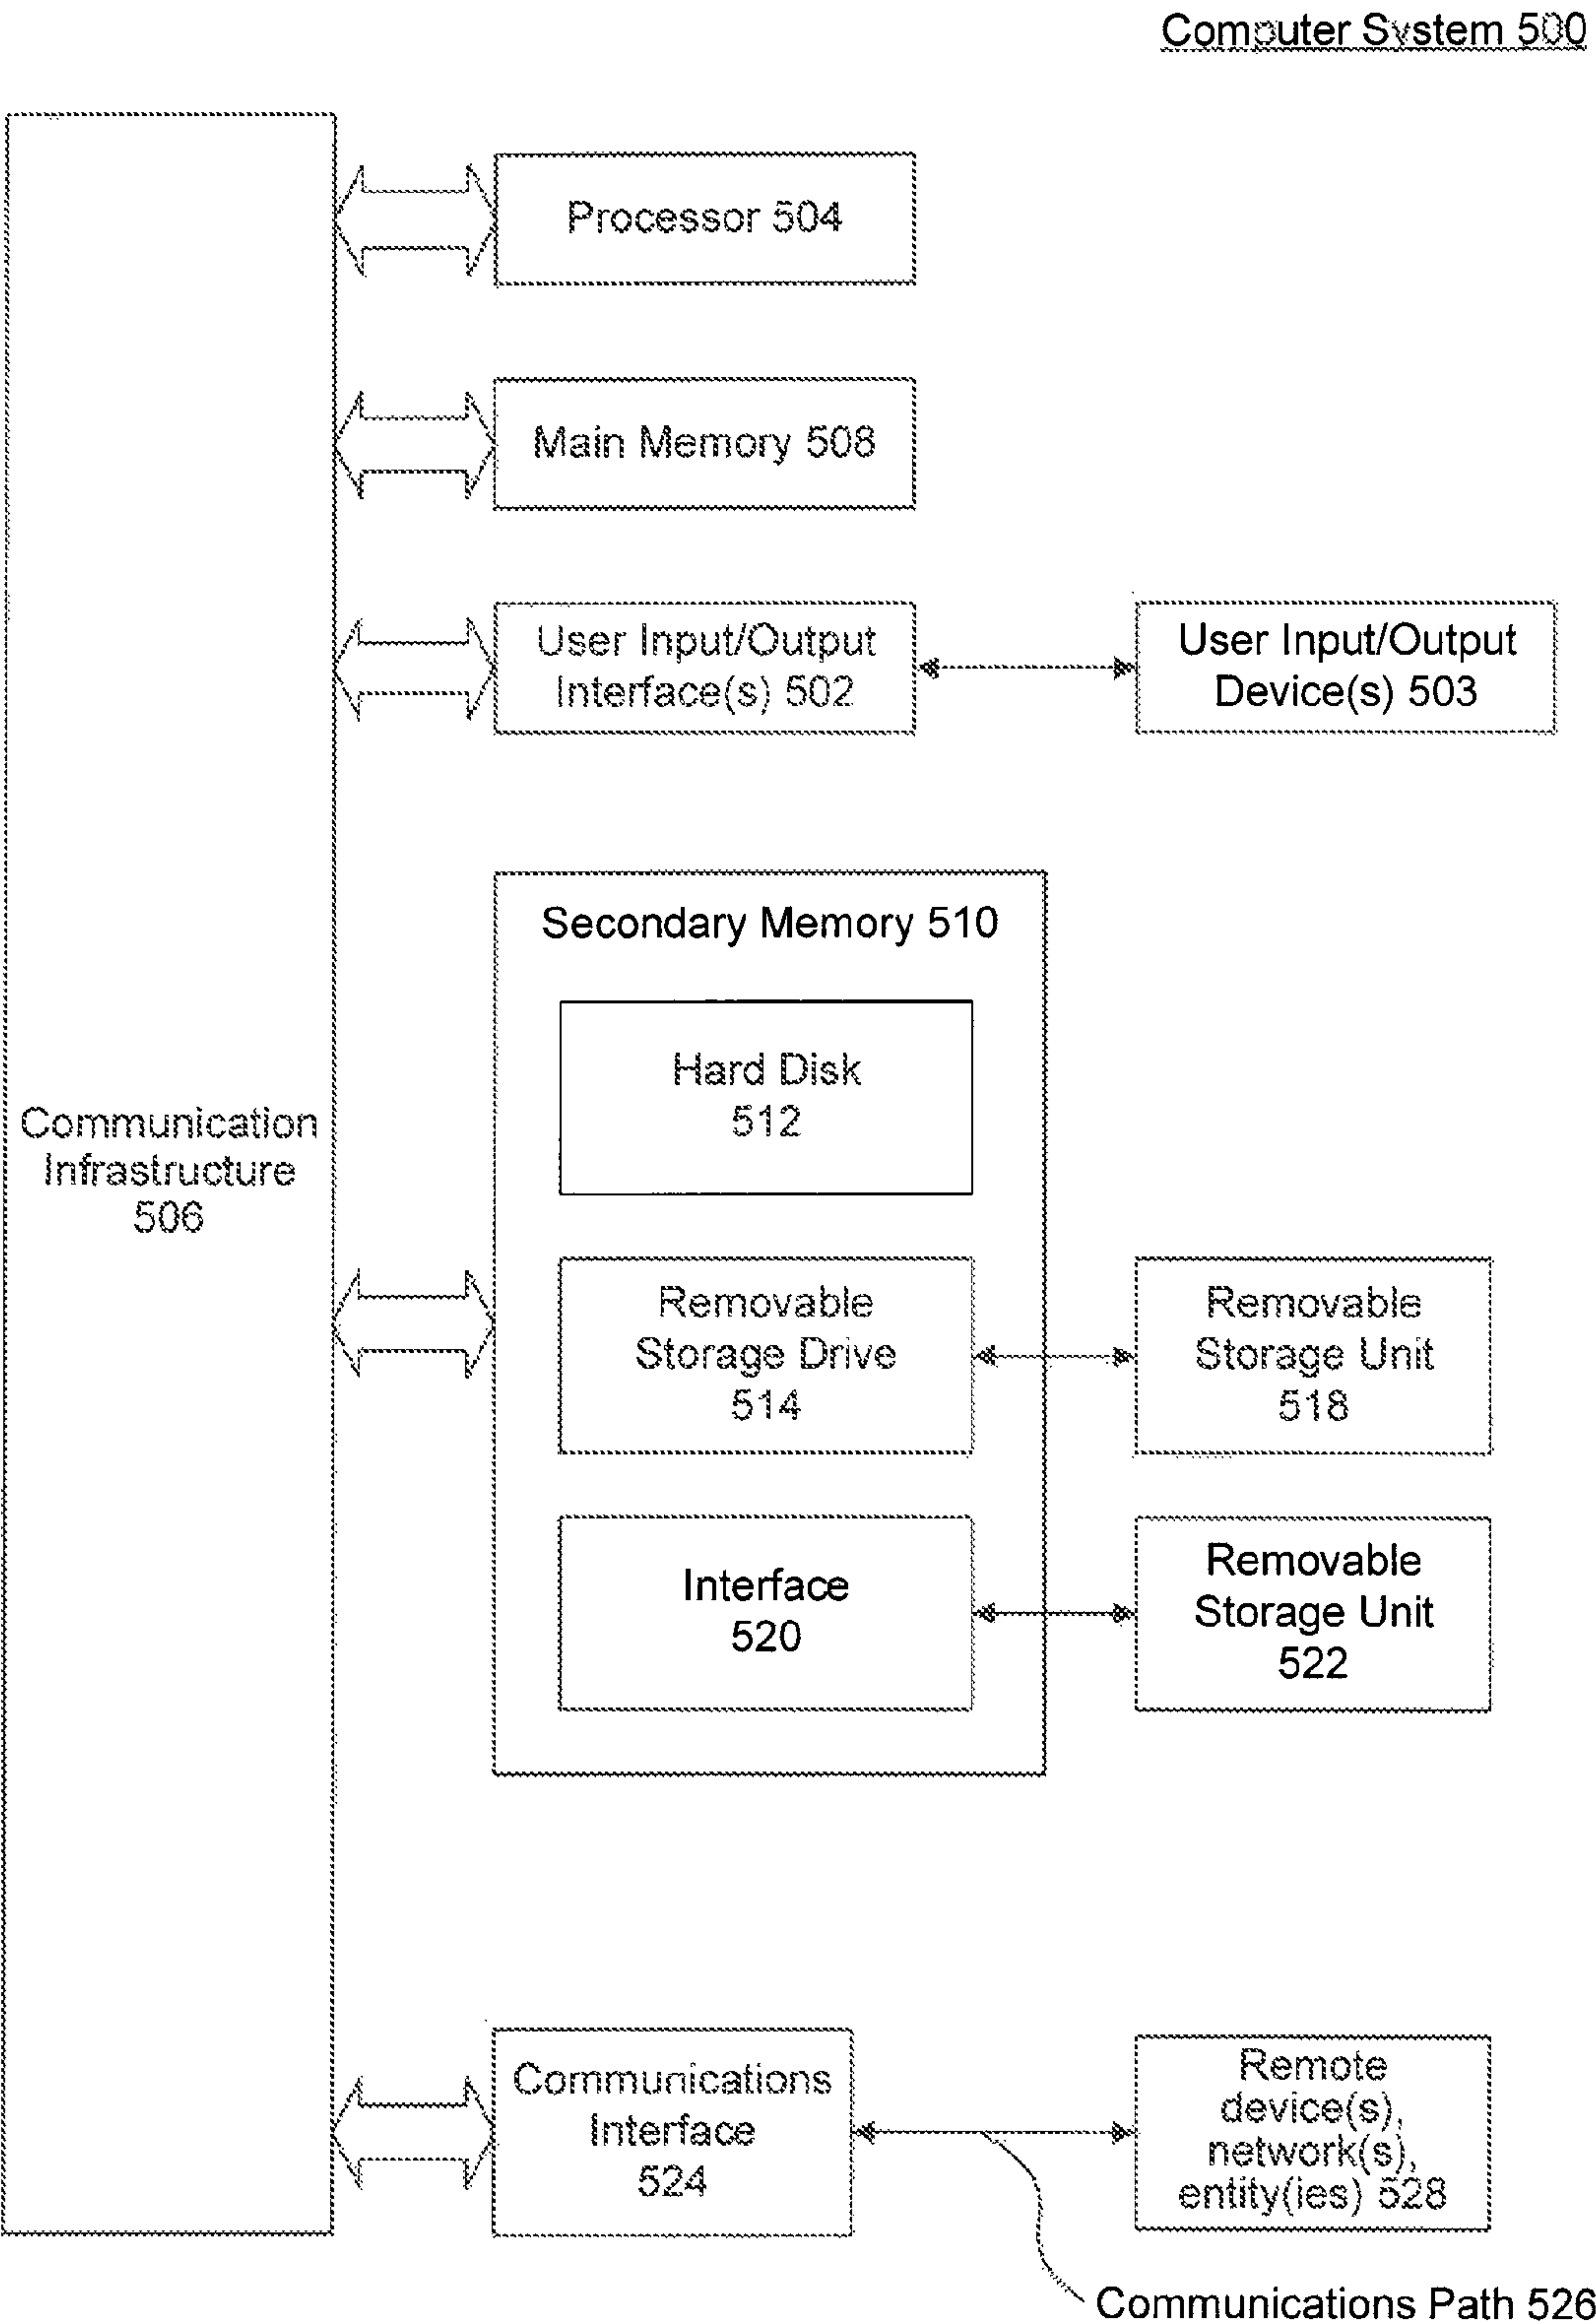 Computer System 500
Processor 504
Main Memory 508
User Input/Output
Interface(s) 502
User Input/Output
Device(s) 503
Secondary Memory 510
Hard Disk
512
Communication
Infrastructure
506
Removable
Storage Drive
514
Removable
Storage Unit
518
Interface
520
Removable
Storage Unit
522
Communications
Interface
524
Remote
device(s),
network(s),
entity(ies) 528
Communications Path 526